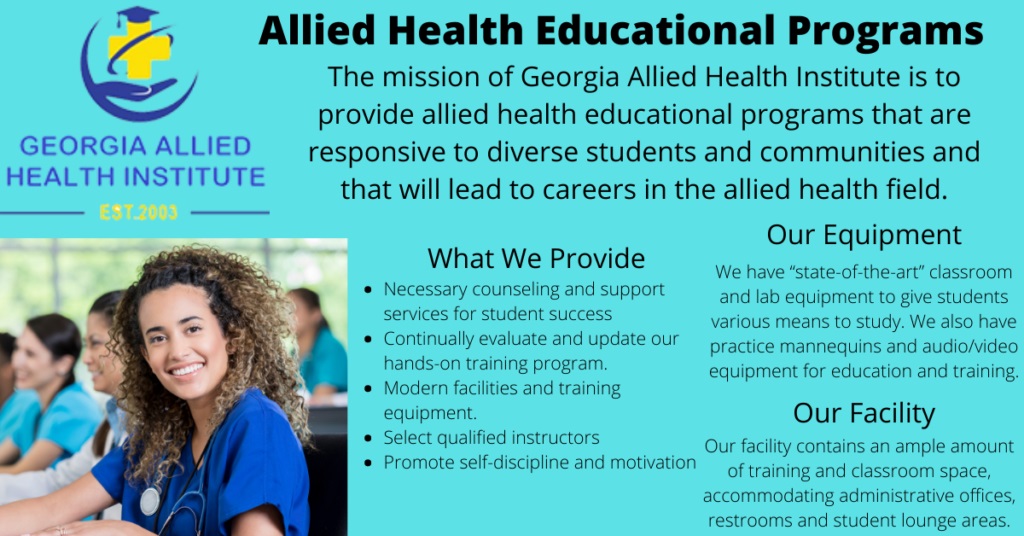 GEORGIA ALLIED
HEALTH INSTITUTE
EST.2003
Allied Health Educational Programs
The mission of Georgia Allied Health Institute is to
provide allied health educational programs that are
responsive to diverse students and communities and
that will lead to careers in the allied health field.
What We Provide
• Necessary counseling and support
services for student success
• Continually evaluate and update our
hands-on training program.
• Modern facilities and training
equipment.
• Select qualified instructors
• Promote self-discipline and motivation
Our Equipment
We have “state-of-the-art” classroom
and lab equipment to give students
various means to study. We also have
practice mannequins and audio/video
equipment for education and training.
Our Facility
Our facility contains an ample amount
of training and classroom space,
accommodating administrative offices,
restrooms and student lounge areas.